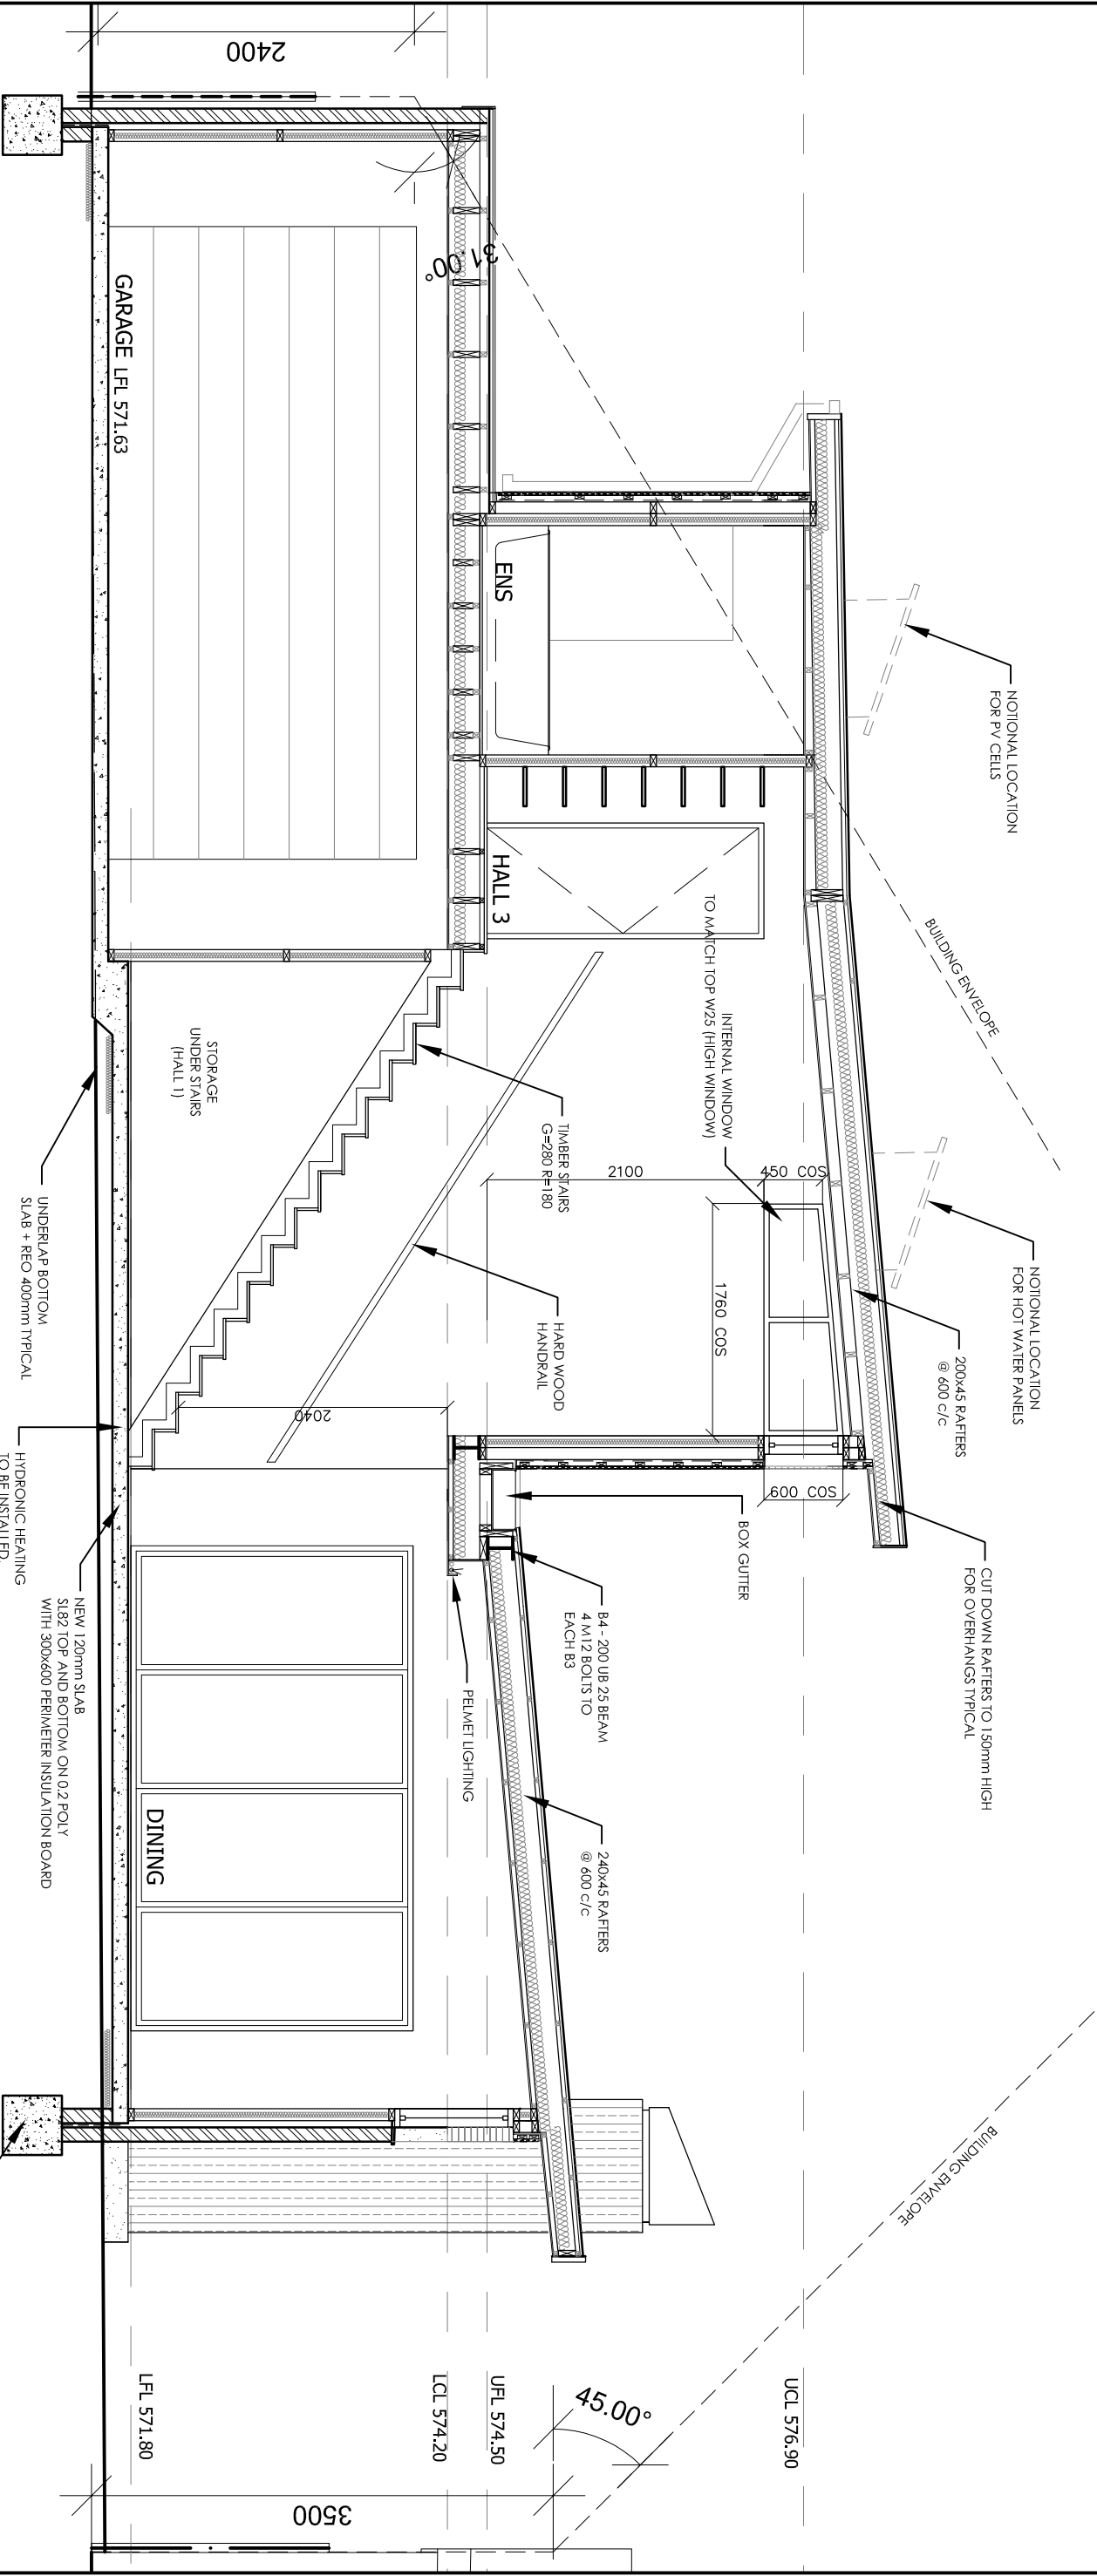 NOTIONAL LOCATION
FOR PV CELLS
BUILDING ENVELOPE
NOTIONAL LOCATION
FOR HOT WATER PANELS
200x45 RAFTERS
@ 600 c/c
CUT DOWN RAFTERS TO 150mm HIGH
FOR OVERHANGS TYPICAL
BUILDING ENVELOPE
UCL 576.90
45.00°
UFL 574.50
LCL 574.20
LFL 571.80
3500
2400
31.00°
ENS
HALL 3
INTERNAL WINDOW
TO MATCH TOP W25 (HIGH WINDOW)
450 COS
2100
1760 COS
600 COS
BOX GUTTER
B4 - 200 UB 25 BEAM
4 M12 BOLTS TO
EACH B3
240x45 RAFTERS
@ 600 c/c
PELMET LIGHTING
TIMBER STAIRS
G=280 R=180
HARD WOOD
HANDRAIL
2040
GARAGE LFL 571.63
STORAGE
UNDER STAIRS
(HALL 1)
DINING
UNDERLAP BOTTOM
SLAB + REO 400mm TYPICAL
HYDRONIC HEATING
TO BE INSTALLED.
NEW 120mm SLAB
SL82 TOP AND BOTTOM ON 0.2 POLY
WITH 300x600 PERIMETER INSULATION BOARD